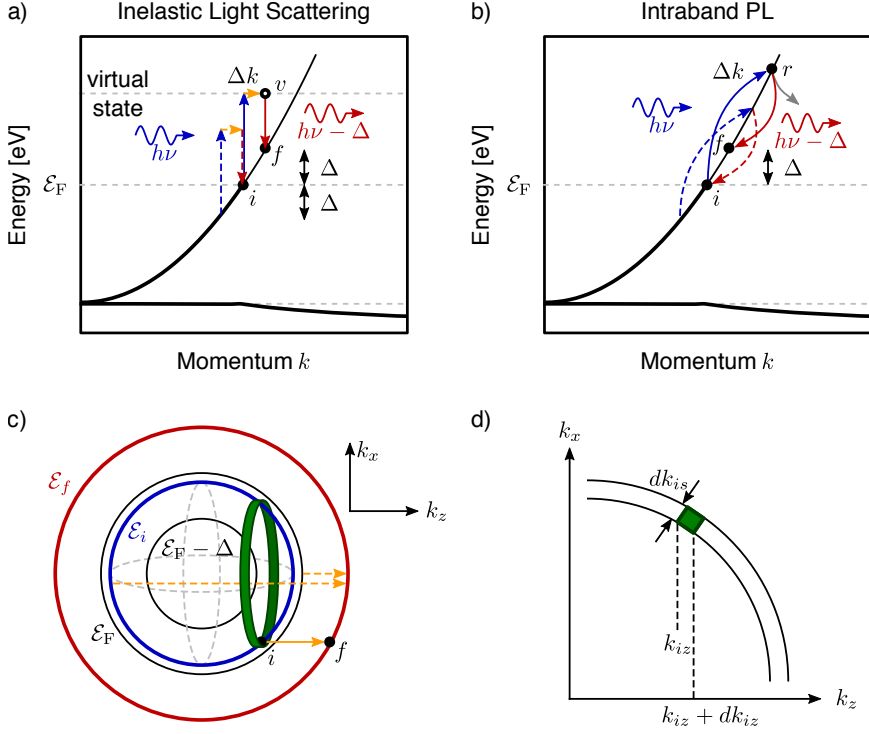 a)
Inelastic Light Scattering
virtual
state
Δk
v
hν
hν − Δ
f
Δ
ℰF
i
Δ
Energy [eV]
Momentum k
b)
Intraband PL
Δk
r
hν
hν − Δ
f
ℰF
Δ
i
Energy [eV]
Momentum k
c)
kx
kz
ℰf
ℰi
ℰF − Δ
ℰF
i
f
d)
kx
dkis
kiz
kz
kiz + dkiz